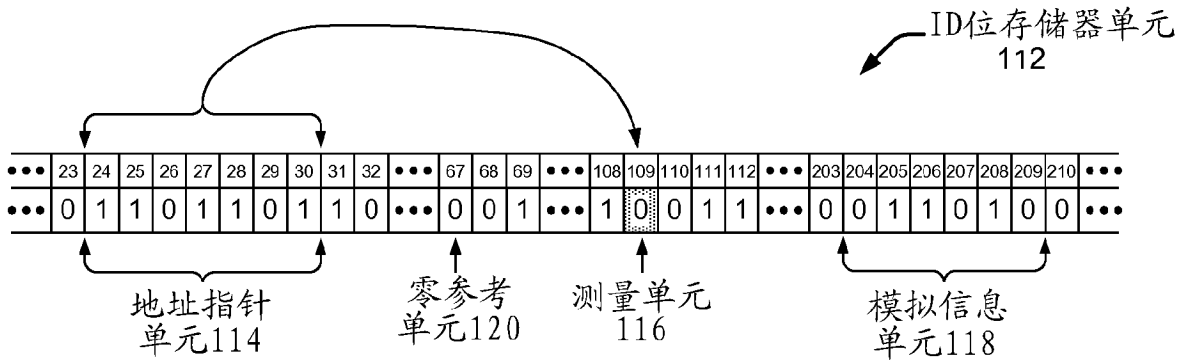 ID位存储器单元
112
••• 23 24 25 26 27 28 29 30 31 32 ••• 67 68 69 ••• 108 109 110 111 112 ••• 203 204 205 206 207 208 209 210 •••
••• 0 1 1 0 1 1 0 1 1 0 ••• 0 0 1 ••• 1 0 0 1 1 ••• 0 0 1 1 0 1 0 0 •••
地址指针 零参考 测量单元 模拟信息
单元114 单元120 116 单元118